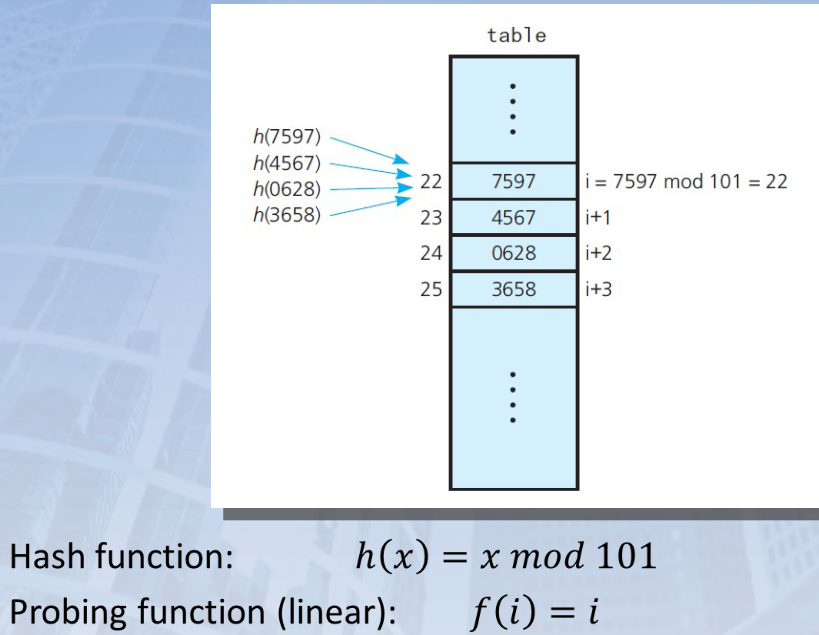 table
h(7597)
h(4567)
h(0628)
h(3658)
22 7597 i = 7597 mod 101 = 22
23 4567 i+1
24 0628 i+2
25 3658 i+3
Hash function: h(x) = x mod 101
Probing function (linear): f(i) = i